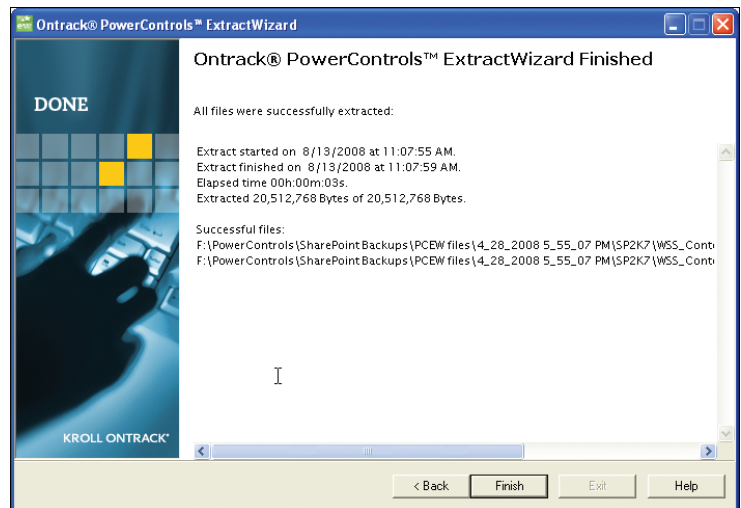 Ontrack® PowerControls™ ExtractWizard
Ontrack® PowerControls™ ExtractWizard Finished
DONE
All files were successfully extracted:
Extract started on 8/13/2008 at 11:07:55 AM.
Extract finished on 8/13/2008 at 11:07:59 AM.
Elapsed time 00h:00m:03s.
Extracted 20,512,768 Bytes of 20,512,768 Bytes.
Successful files:
F:\PowerControls\SharePoint Backups\PCEW files\4_28_2008 5_55_07 PM\SP2K7\WSS_Cont
F:\PowerControls\SharePoint Backups\PCEW files\4_28_2008 5_55_07 PM\SP2K7\WSS_Cont
KROLL ONTRACK®
< Back Finish Exit Help